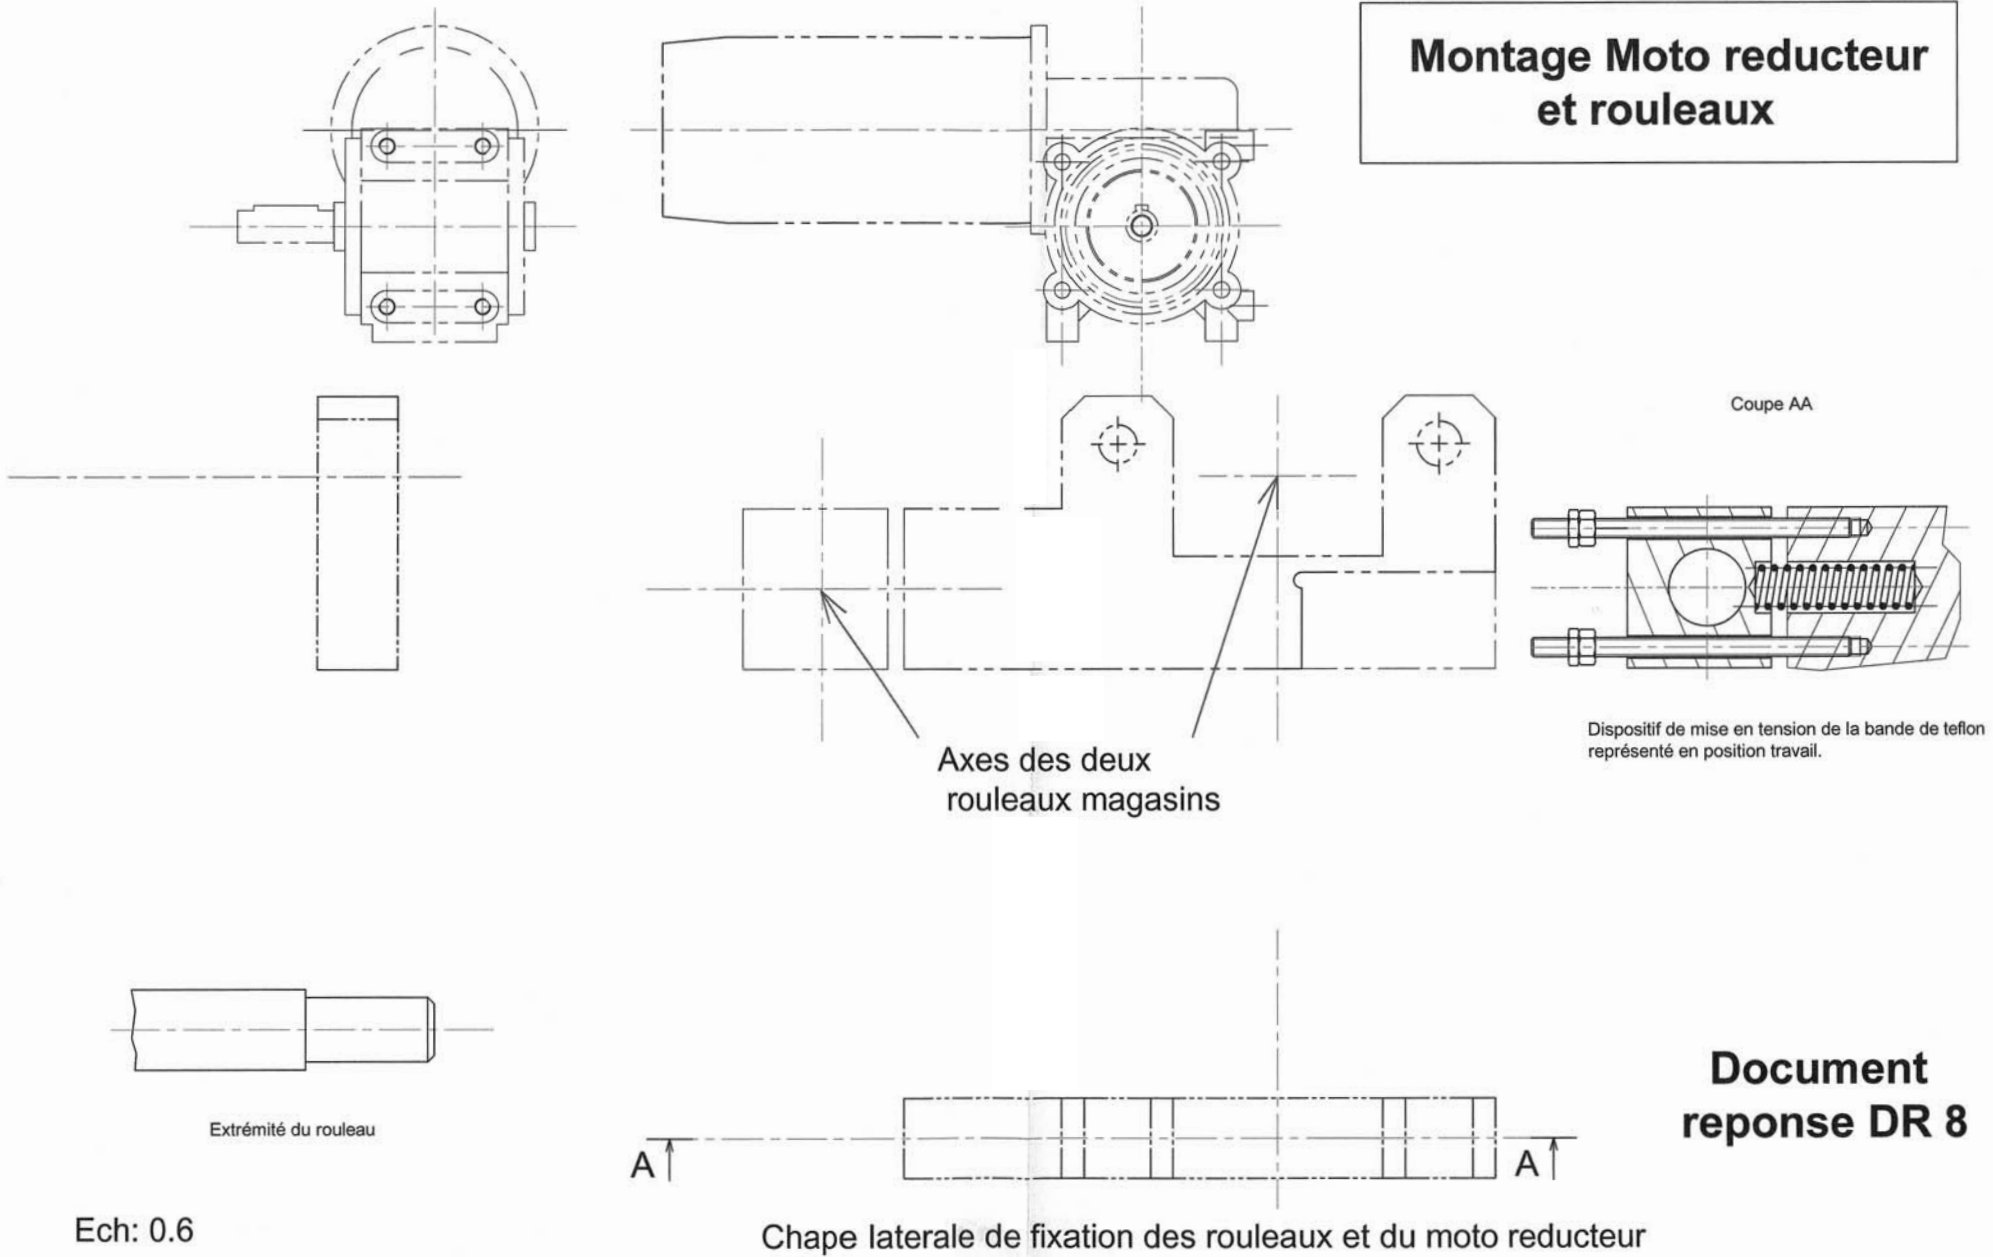 Montage Moto reducteur
et rouleaux
Coupe AA
Dispositif de mise en tension de la bande de teflon
représenté en position travail.
Axes des deux
rouleaux magasins
Extrémité du rouleau
A
A
Document
reponse DR 8
Ech: 0.6
Chape laterale de fixation des rouleaux et du moto reducteur